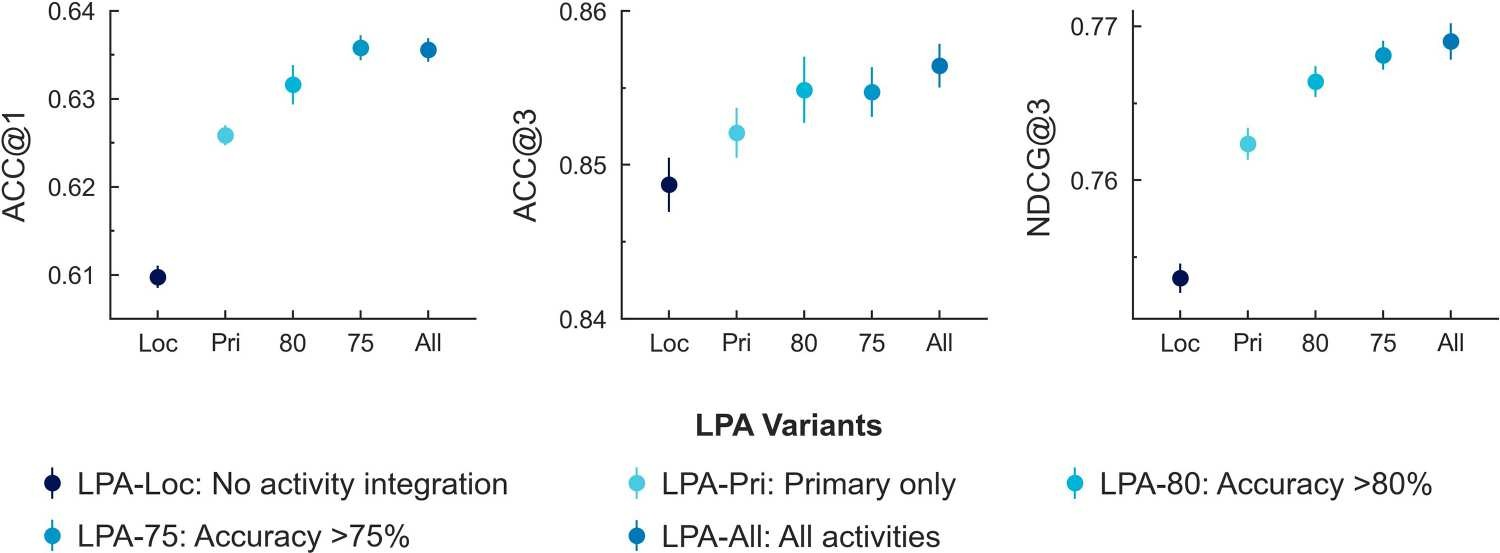 ACC@1
0.64
0.63
0.62
0.61
Loc Pri 80 75 All
ACC@3
0.86
0.85
0.84
Loc Pri 80 75 All
NDCG@3
0.77
0.76
Loc Pri 80 75 All
LPA Variants
LPA-Loc: No activity integration
LPA-Pri: Primary only
LPA-80: Accuracy >80%
LPA-75: Accuracy >75%
LPA-All: All activities